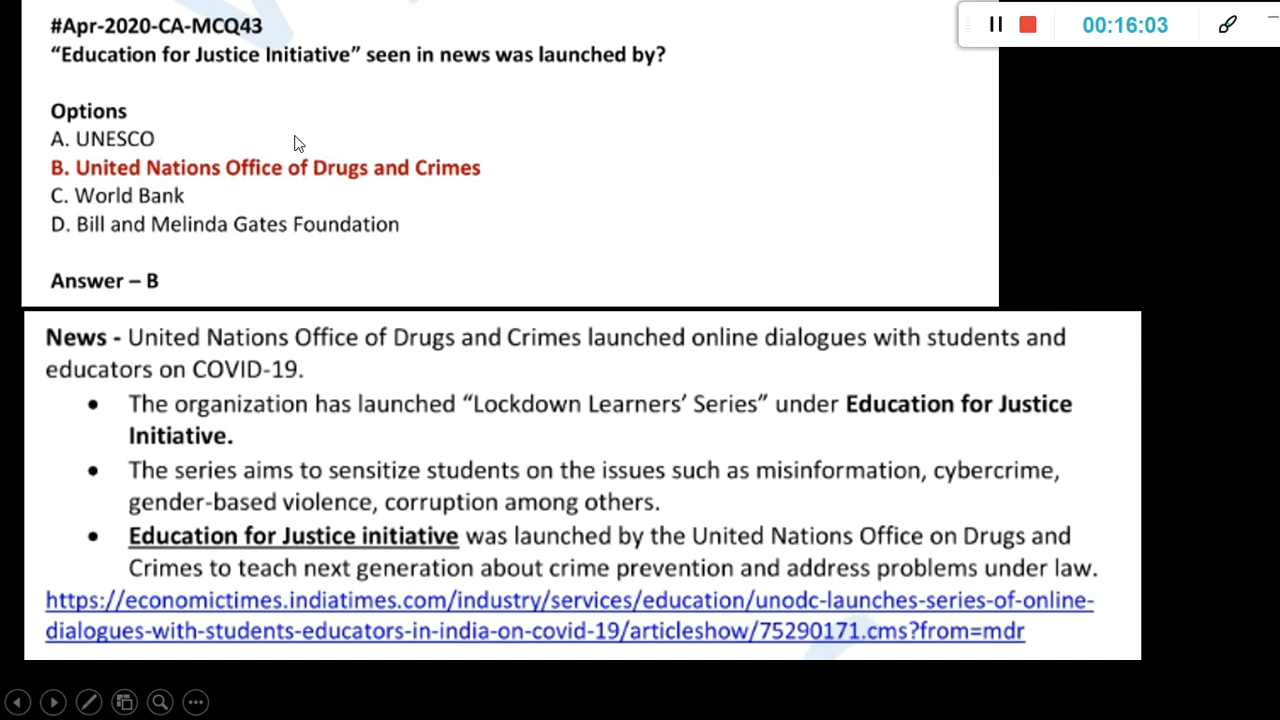 #Apr-2020-CA-MCQ43
00:16:03
“Education for Justice Initiative” seen in news was launched by?
Options
A. UNESCO
B. United Nations Office of Drugs and Crimes
C. World Bank
D. Bill and Melinda Gates Foundation
Answer – B
News - United Nations Office of Drugs and Crimes launched online dialogues with students and
educators on COVID-19.
• The organization has launched “Lockdown Learners’ Series” under Education for Justice
Initiative.
• The series aims to sensitize students on the issues such as misinformation, cybercrime,
gender-based violence, corruption among others.
• Education for Justice initiative was launched by the United Nations Office on Drugs and
Crimes to teach next generation about crime prevention and address problems under law.
https://economictimes.indiatimes.com/industry/services/education/unodc-launches-series-of-online-
dialogues-with-students-educators-in-india-on-covid-19/articleshow/75290171.cms?from=mdr